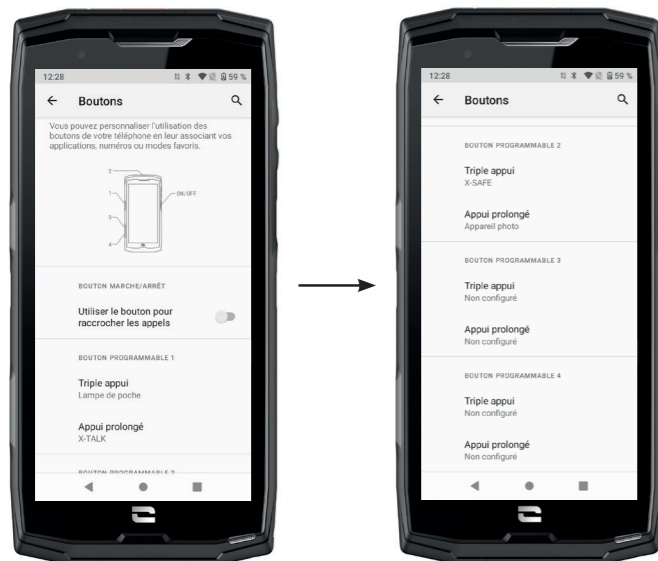 12:28
59 %
Boutons
Vous pouvez personnaliser l'utilisation des
boutons de votre téléphone en leur associant vos
applications, numéros ou modes favoris.
2
1
ON/OFF
3
4
BOUTON MARCHE/ARRÊT
Utiliser le bouton pour
raccrocher les appels
BOUTON PROGRAMMABLE 1
Triple appui
Lampe de poche
Appui prolongé
X-TALK
BOUTON PROGRAMMABLE 2
12:28
59 %
Boutons
BOUTON PROGRAMMABLE 2
Triple appui
X-SAFE
Appui prolongé
Appareil photo
BOUTON PROGRAMMABLE 3
Triple appui
Non configuré
Appui prolongé
Non configuré
BOUTON PROGRAMMABLE 4
Triple appui
Non configuré
Appui prolongé
Non configuré